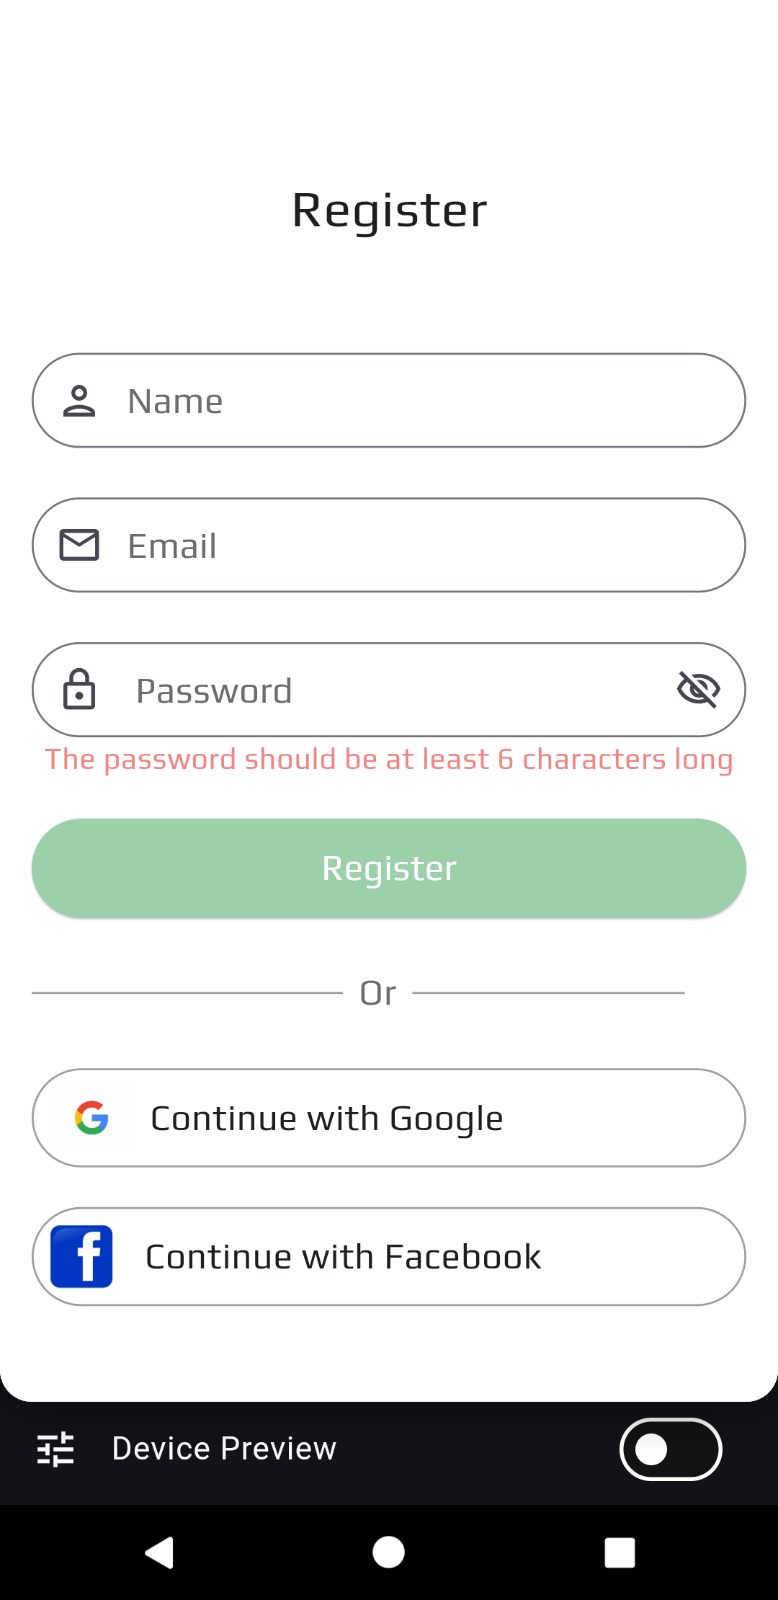 Register
Name
Email
Password
The password should be at least 6 characters long
Register
Or
Continue with Google
Continue with Facebook
Device Preview